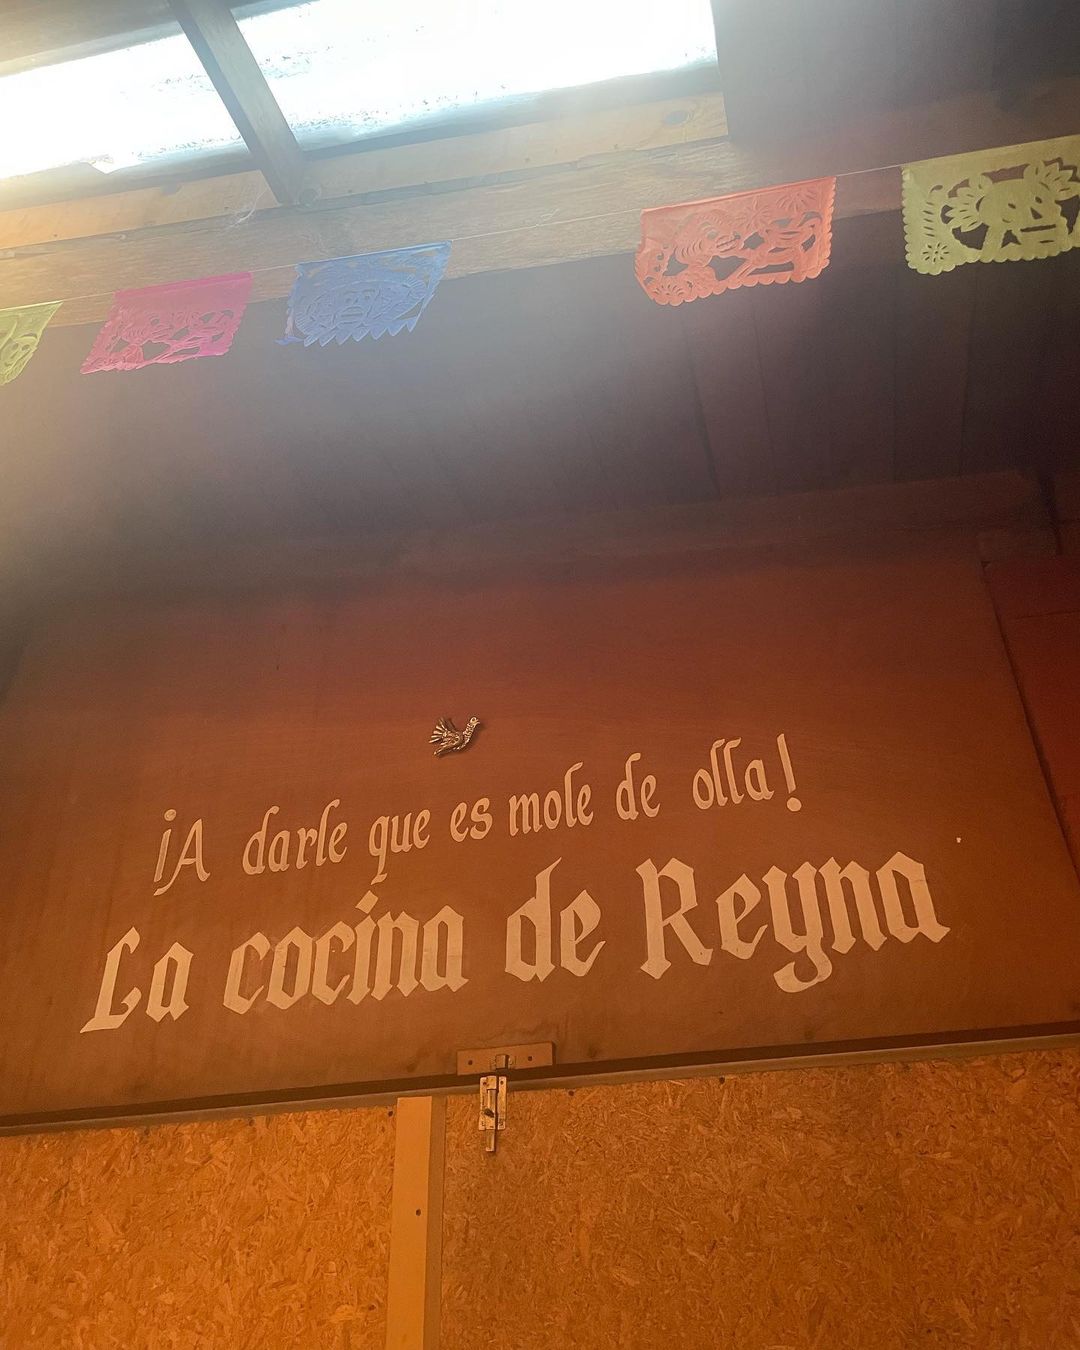 ¡A darle que es mole de olla!
La cocina de Reyna